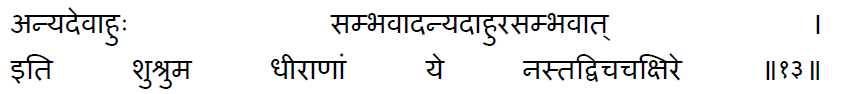 अन्यदेवाहुः सम्भवादन्यदाहुरसम्भवात् ।
इति शुश्रुम धीराणां ये नस्तद्विचचक्षिरे ॥१३॥